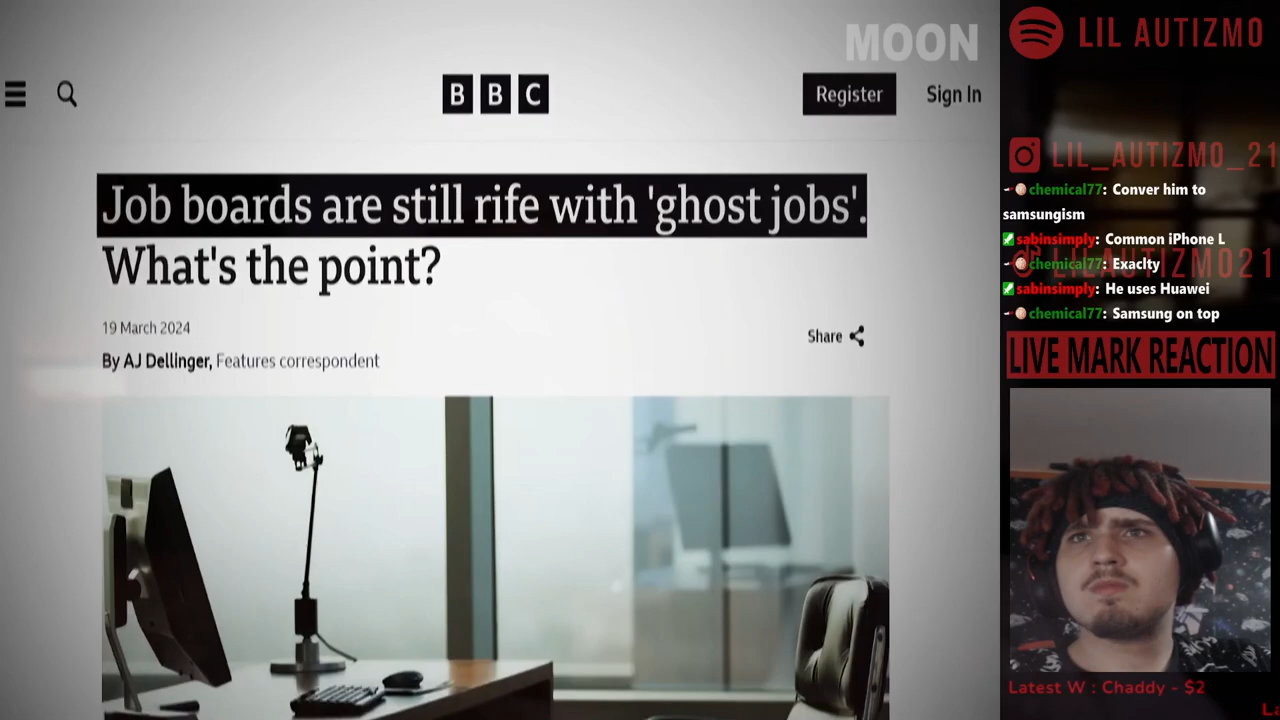 MOON
BBC
Register
Sign In
Job boards are still rife with 'ghost jobs'.
What's the point?
19 March 2024
By AJ Dellinger, Features correspondent
Share
LIL AUTIZMO
LIL_AUTIZMO_21
chemical77: Conver him to
samsungism
sabinsimply: Common iPhone L
LILAUTIZMO21
chemical77: Exaclty
sabinsimply: He uses Huawei
chemical77: Samsung on top
LIVE MARK REACTION
Latest W : Chaddy - $2